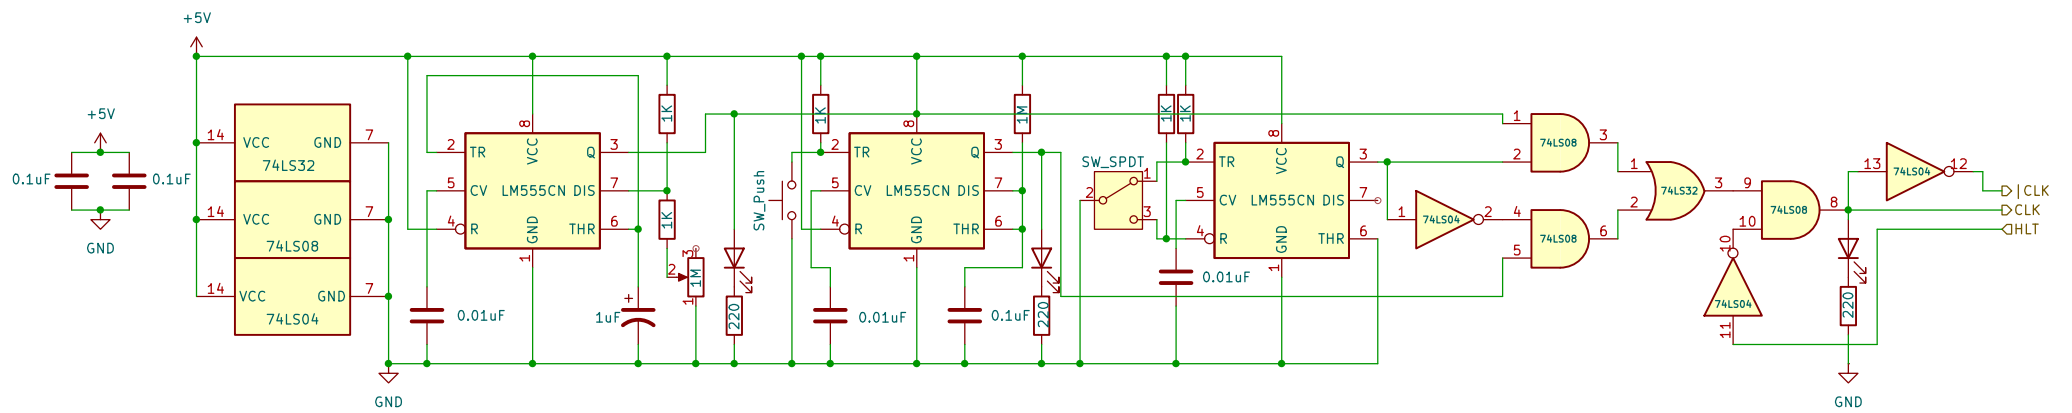 +5V
+5V
0.1uF
0.1uF
GND
14 VCC GND 7
74LS32
14 VCC GND 7
74LS08
14 VCC GND 7
74LS04
GND
8
2 TR VCC Q 3
5 CV LM555CN DIS 7
4 R GND THR 6
1
0.01uF
+
1uF
1K
1K
3
2
1M
1
220
SW_Push
1K
8
2 TR VCC Q 3
5 CV LM555CN DIS 7
4 R GND THR 6
1
0.01uF
1M
0.1uF
220
SW_SPDT
1
2
3
1K
1K
8
2 TR VCC Q 3
5 CV LM555CN DIS 7
4 R GND THR 6
1
0.01uF
1 74LS04 2
1
2
74LS08
3
4
5
74LS08
6
1
2
74LS32
3
9
10
74LS08
8
10
74LS04
11
13 74LS04 12
220
GND
|CLK
CLK
HLT